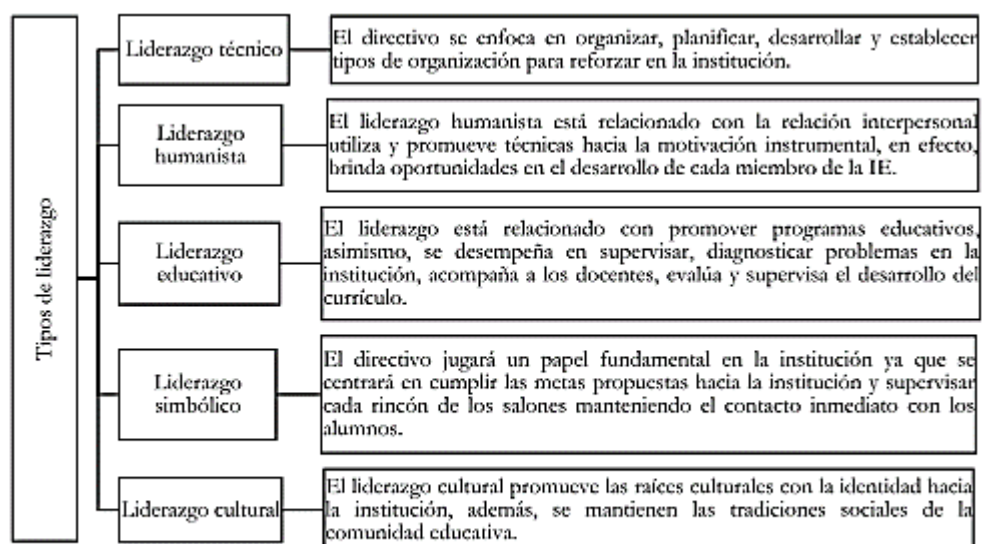 Tipos de liderazgo
Liderazgo técnico
El directivo se enfoca en organizar, planificar, desarrollar y establecer
tipos de organización para reforzar en la institución.
Liderazgo
humanista
El liderazgo humanista está relacionado con la relación interpersonal
utiliza y promueve técnicas hacia la motivación instrumental, en efecto,
brinda oportunidades en el desarrollo de cada miembro de la IE.
Liderazgo
educativo
El liderazgo está relacionado con promover programas educativos,
asimismo, se desempeña en supervisar, diagnosticar problemas en la
institución, acompaña a los docentes, evalúa y supervisa el desarrollo del
currículo.
Liderazgo
simbólico
El directivo jugará un papel fundamental en la institución ya que se
centrará en cumplir las metas propuestas hacia la institución y supervisar
cada rincón de los salones manteniendo el contacto inmediato con los
alumnos.
Liderazgo cultural
El liderazgo cultural promueve las raíces culturales con la identidad hacia
la institución, además, se mantienen las tradiciones sociales de la
comunidad educativa.